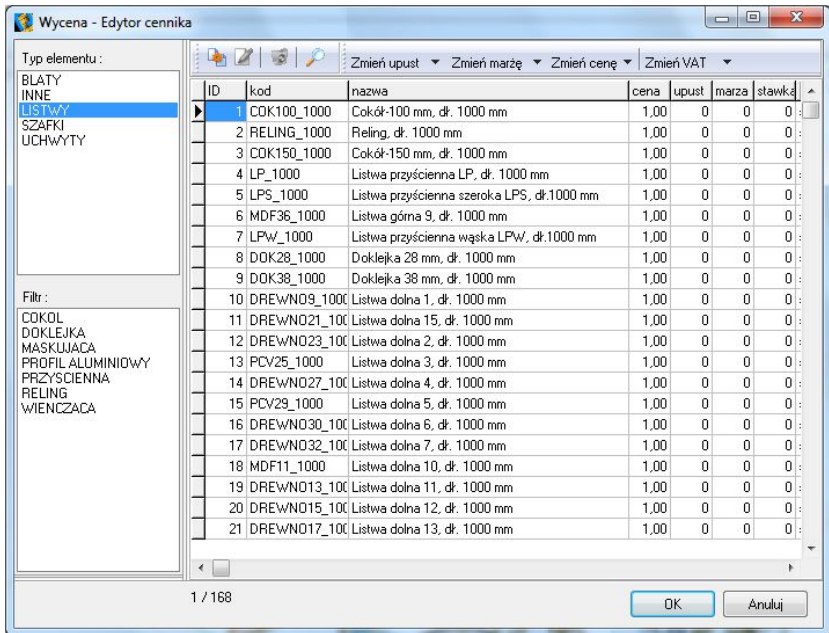 Wycena - Edytor cennika
Typ elementu :
BLATY
INNE
LISTWY
SZAFKI
UCHWYTY
Filtr :
COKOL
DOKLEJKA
MASKUJACA
PROFIL ALUMINIOWY
PRZYSCIENNA
RELING
WIENCZACA
Zmień upust Zmień marżę Zmień cenę Zmień VAT
ID kod nazwa cena upust marza stawka
1 COK100_1000 Cokół-100 mm, dł. 1000 mm 1,00 0 0 0
2 RELING_1000 Reling, dł. 1000 mm 1,00 0 0 0
3 COK150_1000 Cokół-150 mm, dł. 1000 mm 1,00 0 0 0
4 LP_1000 Listwa przyścienna LP, dł. 1000 mm 1,00 0 0 0
5 LPS_1000 Listwa przyścienna szeroka LPS, dł.1000 mm 1,00 0 0 0
6 MDF36_1000 Listwa górna 9, dł. 1000 mm 1,00 0 0 0
7 LPW_1000 Listwa przyścienna wąska LPW, dł.1000 mm 1,00 0 0 0
8 DOK28_1000 Doklejka 28 mm, dł. 1000 mm 1,00 0 0 0
9 DOK38_1000 Doklejka 38 mm, dł. 1000 mm 1,00 0 0 0
10 DREWNO9_1000 Listwa dolna 1, dł. 1000 mm 1,00 0 0 0
11 DREWNO21_100 Listwa dolna 15, dł. 1000 mm 1,00 0 0 0
12 DREWNO23_100 Listwa dolna 2, dł. 1000 mm 1,00 0 0 0
13 PCV25_1000 Listwa dolna 3, dł. 1000 mm 1,00 0 0 0
14 DREWNO27_100 Listwa dolna 4, dł. 1000 mm 1,00 0 0 0
15 PCV29_1000 Listwa dolna 5, dł. 1000 mm 1,00 0 0 0
16 DREWNO30_100 Listwa dolna 6, dł. 1000 mm 1,00 0 0 0
17 DREWNO32_100 Listwa dolna 7, dł. 1000 mm 1,00 0 0 0
18 MDF11_1000 Listwa dolna 10, dł. 1000 mm 1,00 0 0 0
19 DREWNO13_100 Listwa dolna 11, dł. 1000 mm 1,00 0 0 0
20 DREWNO15_100 Listwa dolna 12, dł. 1000 mm 1,00 0 0 0
21 DREWNO17_100 Listwa dolna 13, dł. 1000 mm 1,00 0 0 0
1 / 168
OK Anuluj